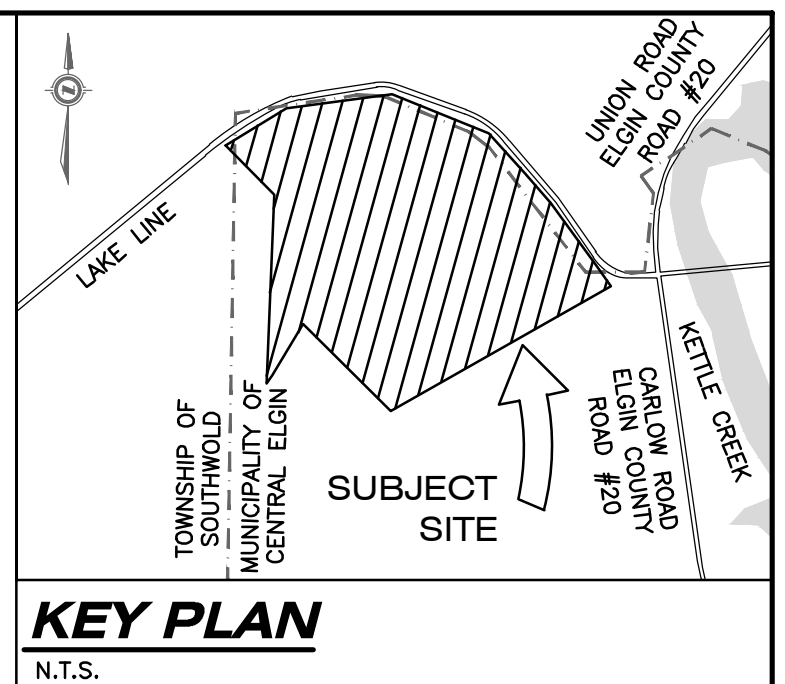 UNION ROAD
ELGIN COUNTY
ROAD #20
N
LAKE LINE
KETTLE CREEK
CARLOW ROAD
ELGIN COUNTY
ROAD #20
TOWNSHIP OF
SOUTHWOLD
MUNICIPALITY OF
CENTRAL ELGIN
SUBJECT
SITE
KEY PLAN
N.T.S.